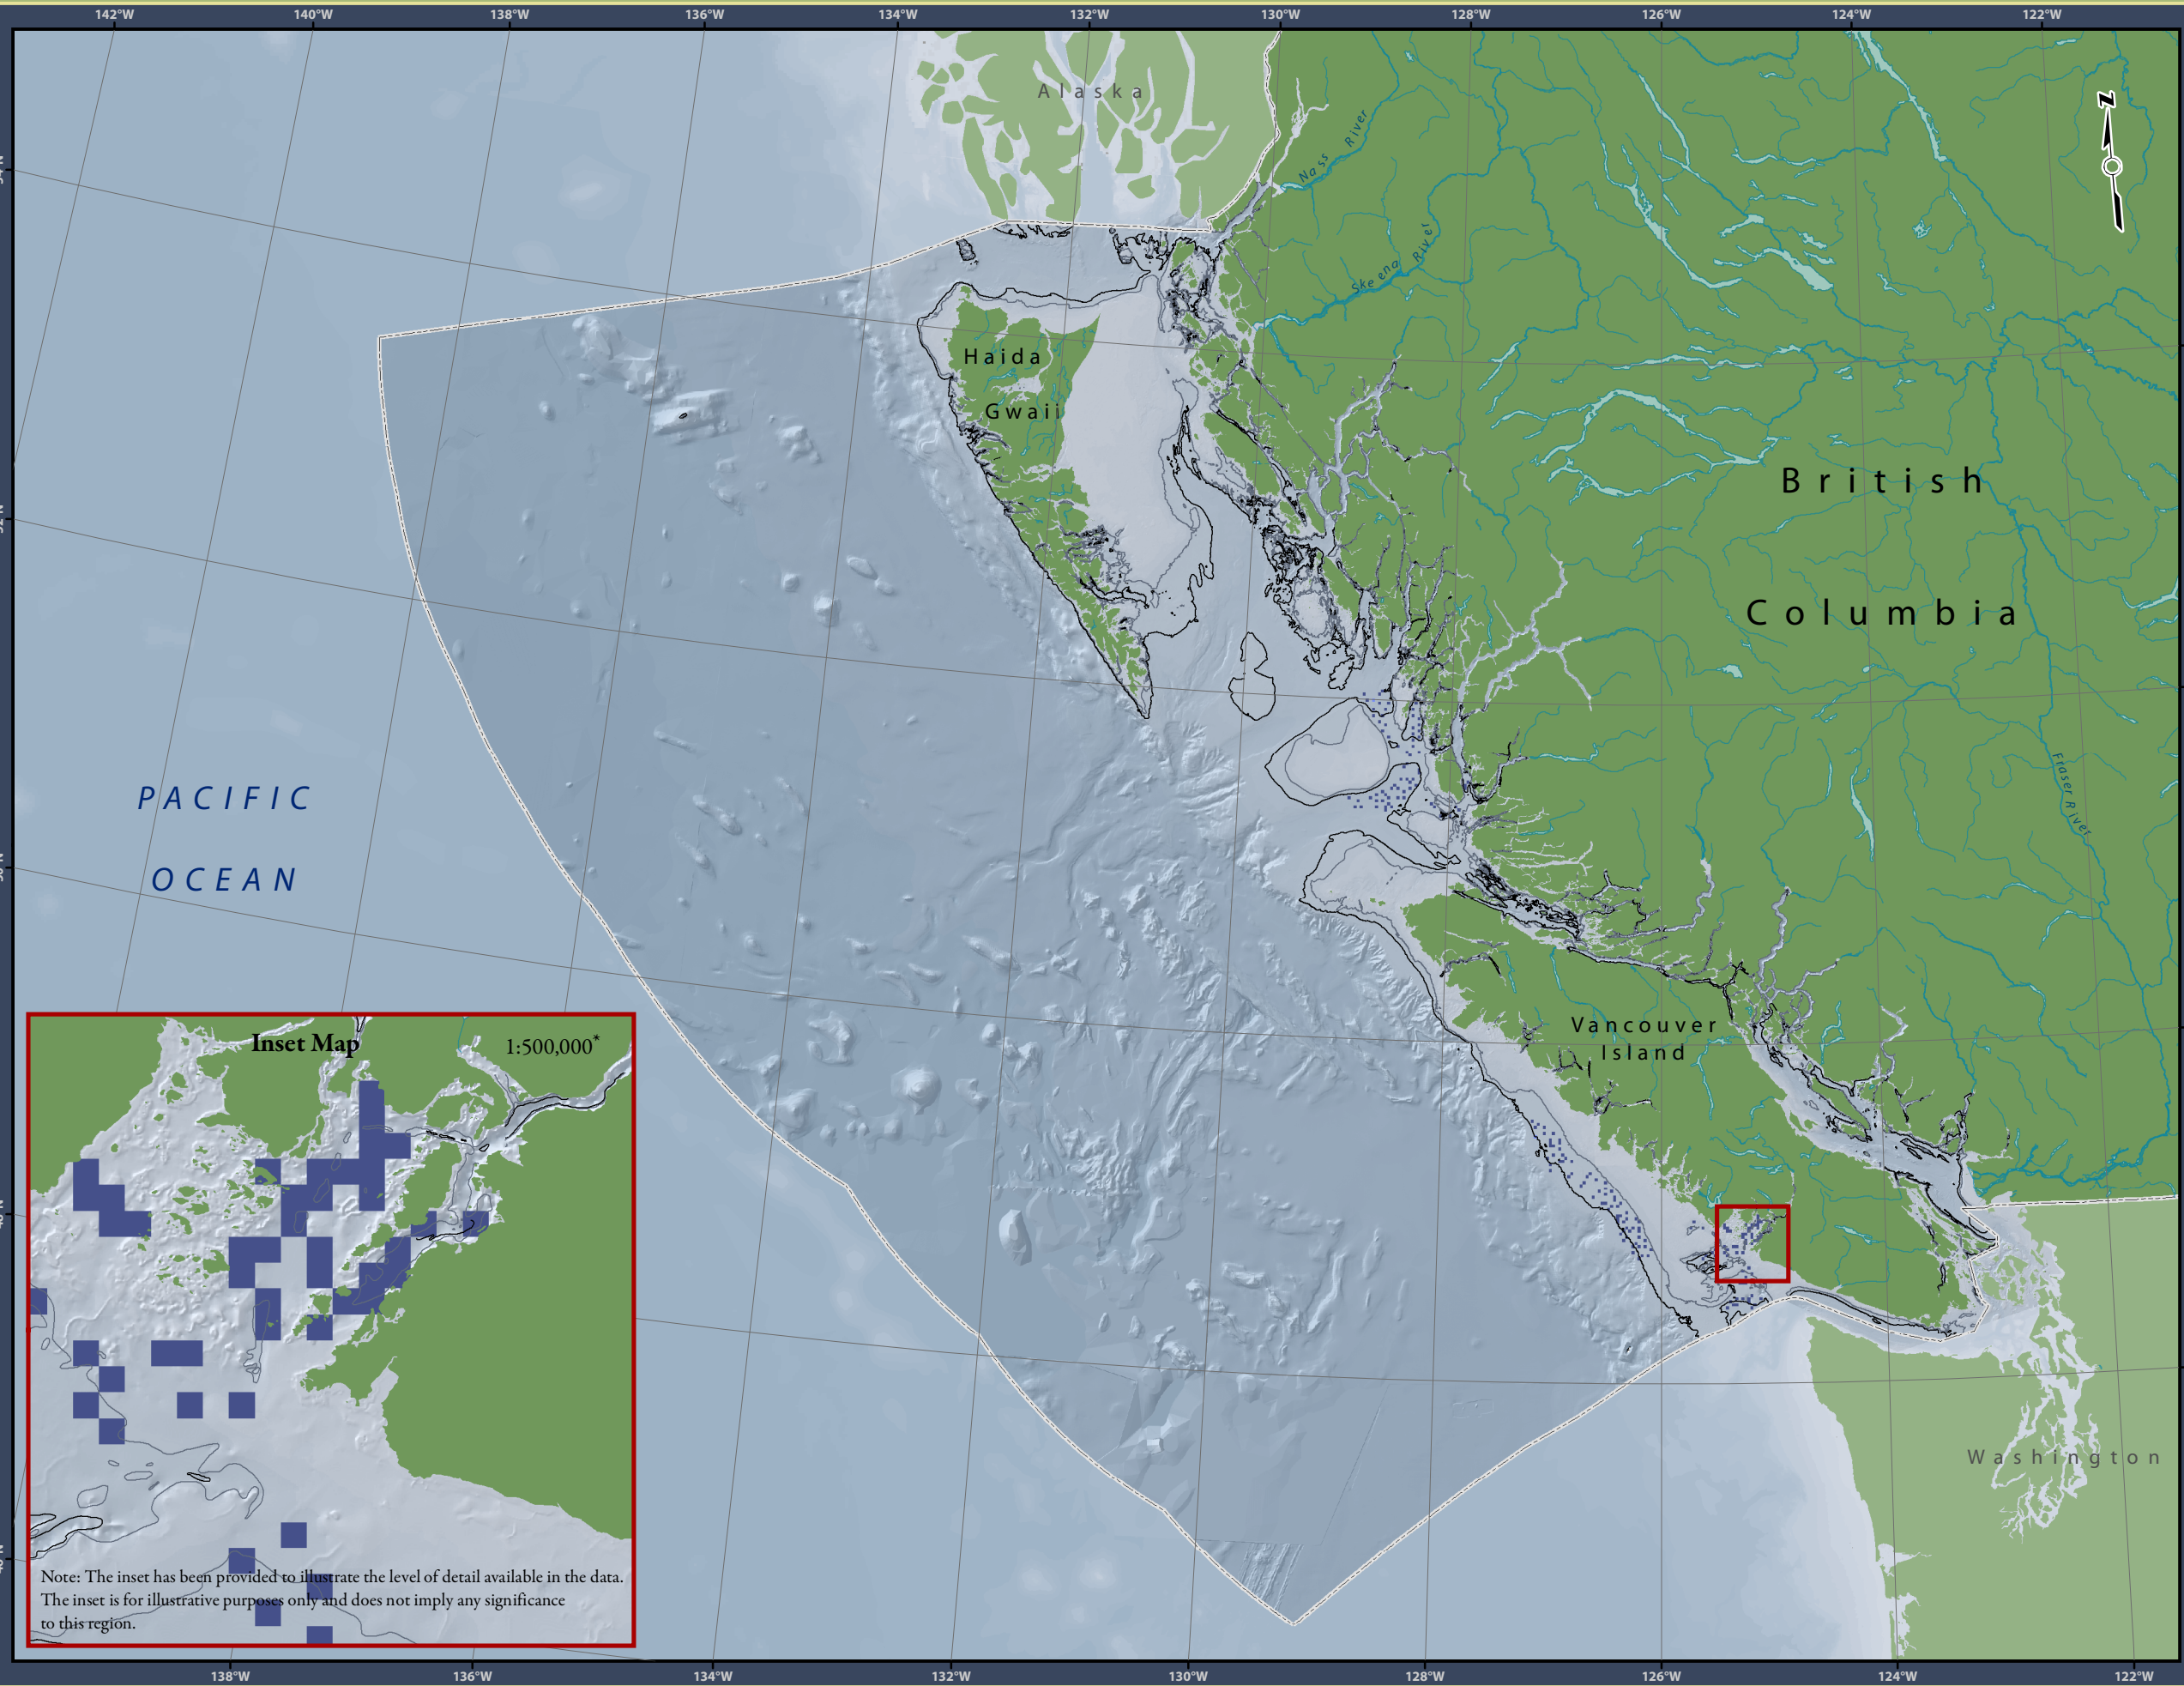 142°W 140°W 138°W 136°W 134°W 132°W 130°W 128°W 126°W 124°W 122°W
Alaska
N
Nass River
Skeena River
Haida
Gwaii
British
Columbia
PACIFIC
OCEAN
Fraser River
Vancouver
Island
Washington
Inset Map
1:500,000*
Note: The inset has been provided to illustrate the level of detail available in the data.
The inset is for illustrative purposes only and does not imply any significance
to this region.
138°W 136°W 134°W 132°W 130°W 128°W 126°W 124°W 122°W